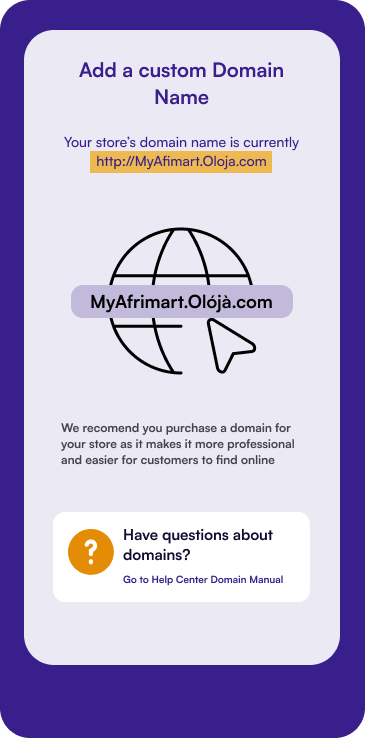 Add a custom Domain
Name
Your store's domain name is currently
http://MyAfimart.Oloja.com
MyAfrimart.Olójà.com
We recomend you purchase a domain for
your store as it makes it more professional
and easier for customers to find online
?
Have questions about
domains?
Go to Help Center Domain Manual